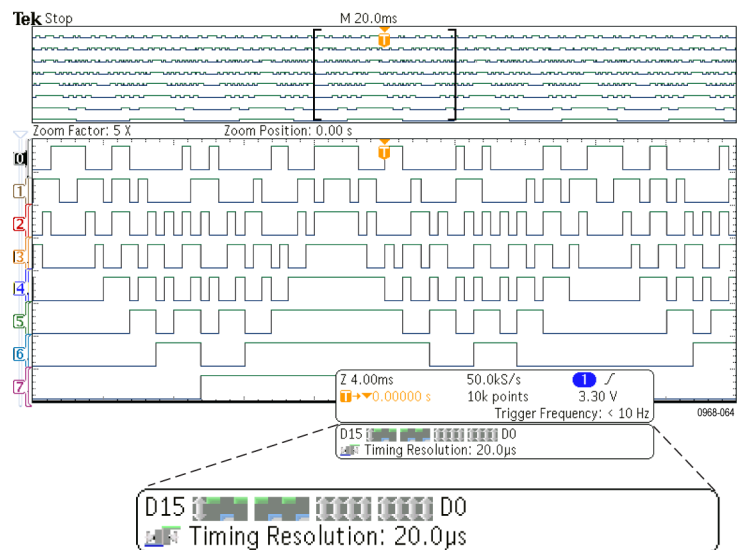 Tek Stop M 20.0ms
T
Zoom Factor: 5 X Zoom Position: 0.00 s
T
0
1
2
3
4
5
6
7
Z 4.00ms 50.0kS/s 1
T→▼0.00000 s 10k points 3.30 V
Trigger Frequency: < 10 Hz
0968-064
D15 D0
Timing Resolution: 20.0µs
D15 D0
Timing Resolution: 20.0µs